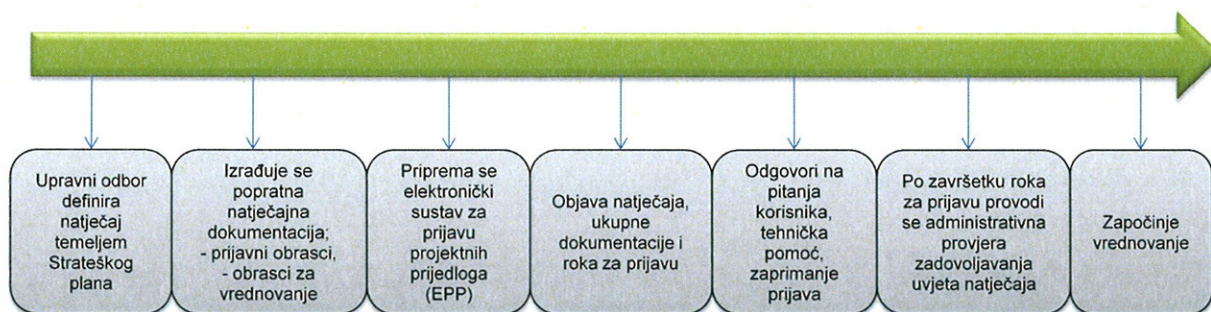 Upravni odbor
definira
natječaj
temeljem
Strateškog
plana
Izrađuje se
popratna
natječajna
dokumentacija;
- prijavni obrasci,
- obrasci za
vrednovanje
Priprema se
elektronički
sustav za
prijavu
projektnih
prijedloga
(EPP)
Objava natječaja,
ukupne
dokumentacije i
roka za prijavu
Odgovori na
pitanja
korisnika,
tehnička
pomoć,
zaprimanje
prijava
Po završetku roka
za prijavu provodi
se administrativna
provjera
zadovoljavanja
uvjeta natječaja
Započinje
vrednovanje